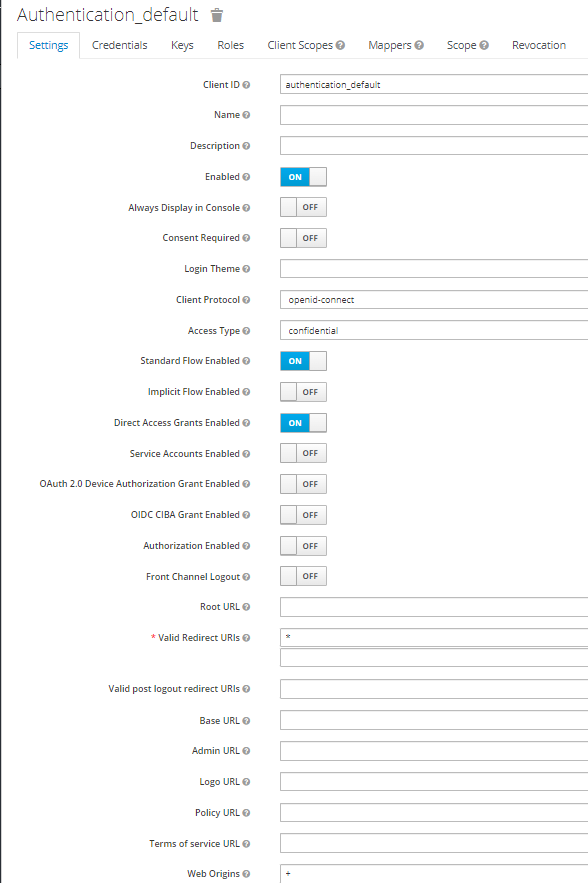 Authentication_default
Settings Credentials Keys Roles Client Scopes Mappers Scope Revocation
Client ID authentication_default
Name
Description
Enabled ON
Always Display in Console OFF
Consent Required OFF
Login Theme
Client Protocol openid-connect
Access Type confidential
Standard Flow Enabled ON
Implicit Flow Enabled OFF
Direct Access Grants Enabled ON
Service Accounts Enabled OFF
OAuth 2.0 Device Authorization Grant Enabled OFF
OIDC CIBA Grant Enabled OFF
Authorization Enabled OFF
Front Channel Logout OFF
Root URL
* Valid Redirect URIs *
Valid post logout redirect URIs
Base URL
Admin URL
Logo URL
Policy URL
Terms of service URL
Web Origins +